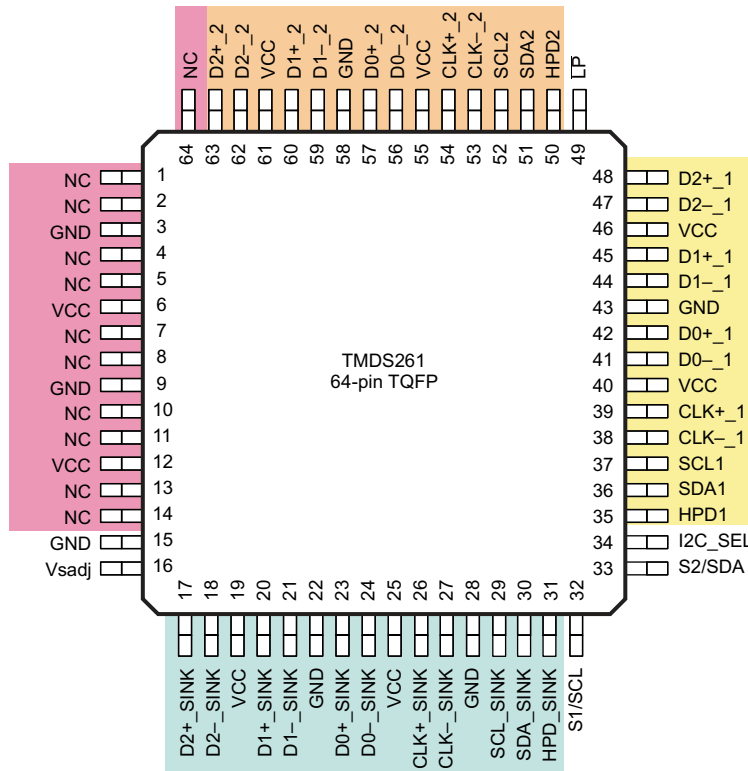 NC
D2+_2
D2–_2
VCC
D1+_2
D1–_2
GND
D0+_2
D0–_2
VCC
CLK+_2
CLK–_2
SCL2
SDA2
HPD2
LP
64
63
62
61
60
59
58
57
56
55
54
53
52
51
50
49
NC 1
NC 2
GND 3
NC 4
NC 5
VCC 6
NC 7
NC 8
GND 9
NC 10
NC 11
VCC 12
NC 13
NC 14
GND 15
Vsadj 16
TMDS261
64-pin TQFP
48 D2+_1
47 D2–_1
46 VCC
45 D1+_1
44 D1–_1
43 GND
42 D0+_1
41 D0–_1
40 VCC
39 CLK+_1
38 CLK–_1
37 SCL1
36 SDA1
35 HPD1
34 I2C_SEL
33 S2/SDA
17
18
19
20
21
22
23
24
25
26
27
28
29
30
31
32
D2+_SINK
D2–_SINK
VCC
D1+_SINK
D1–_SINK
GND
D0+_SINK
D0–_SINK
VCC
CLK+_SINK
CLK–_SINK
GND
SCL_SINK
SDA_SINK
HPD_SINK
S1/SCL